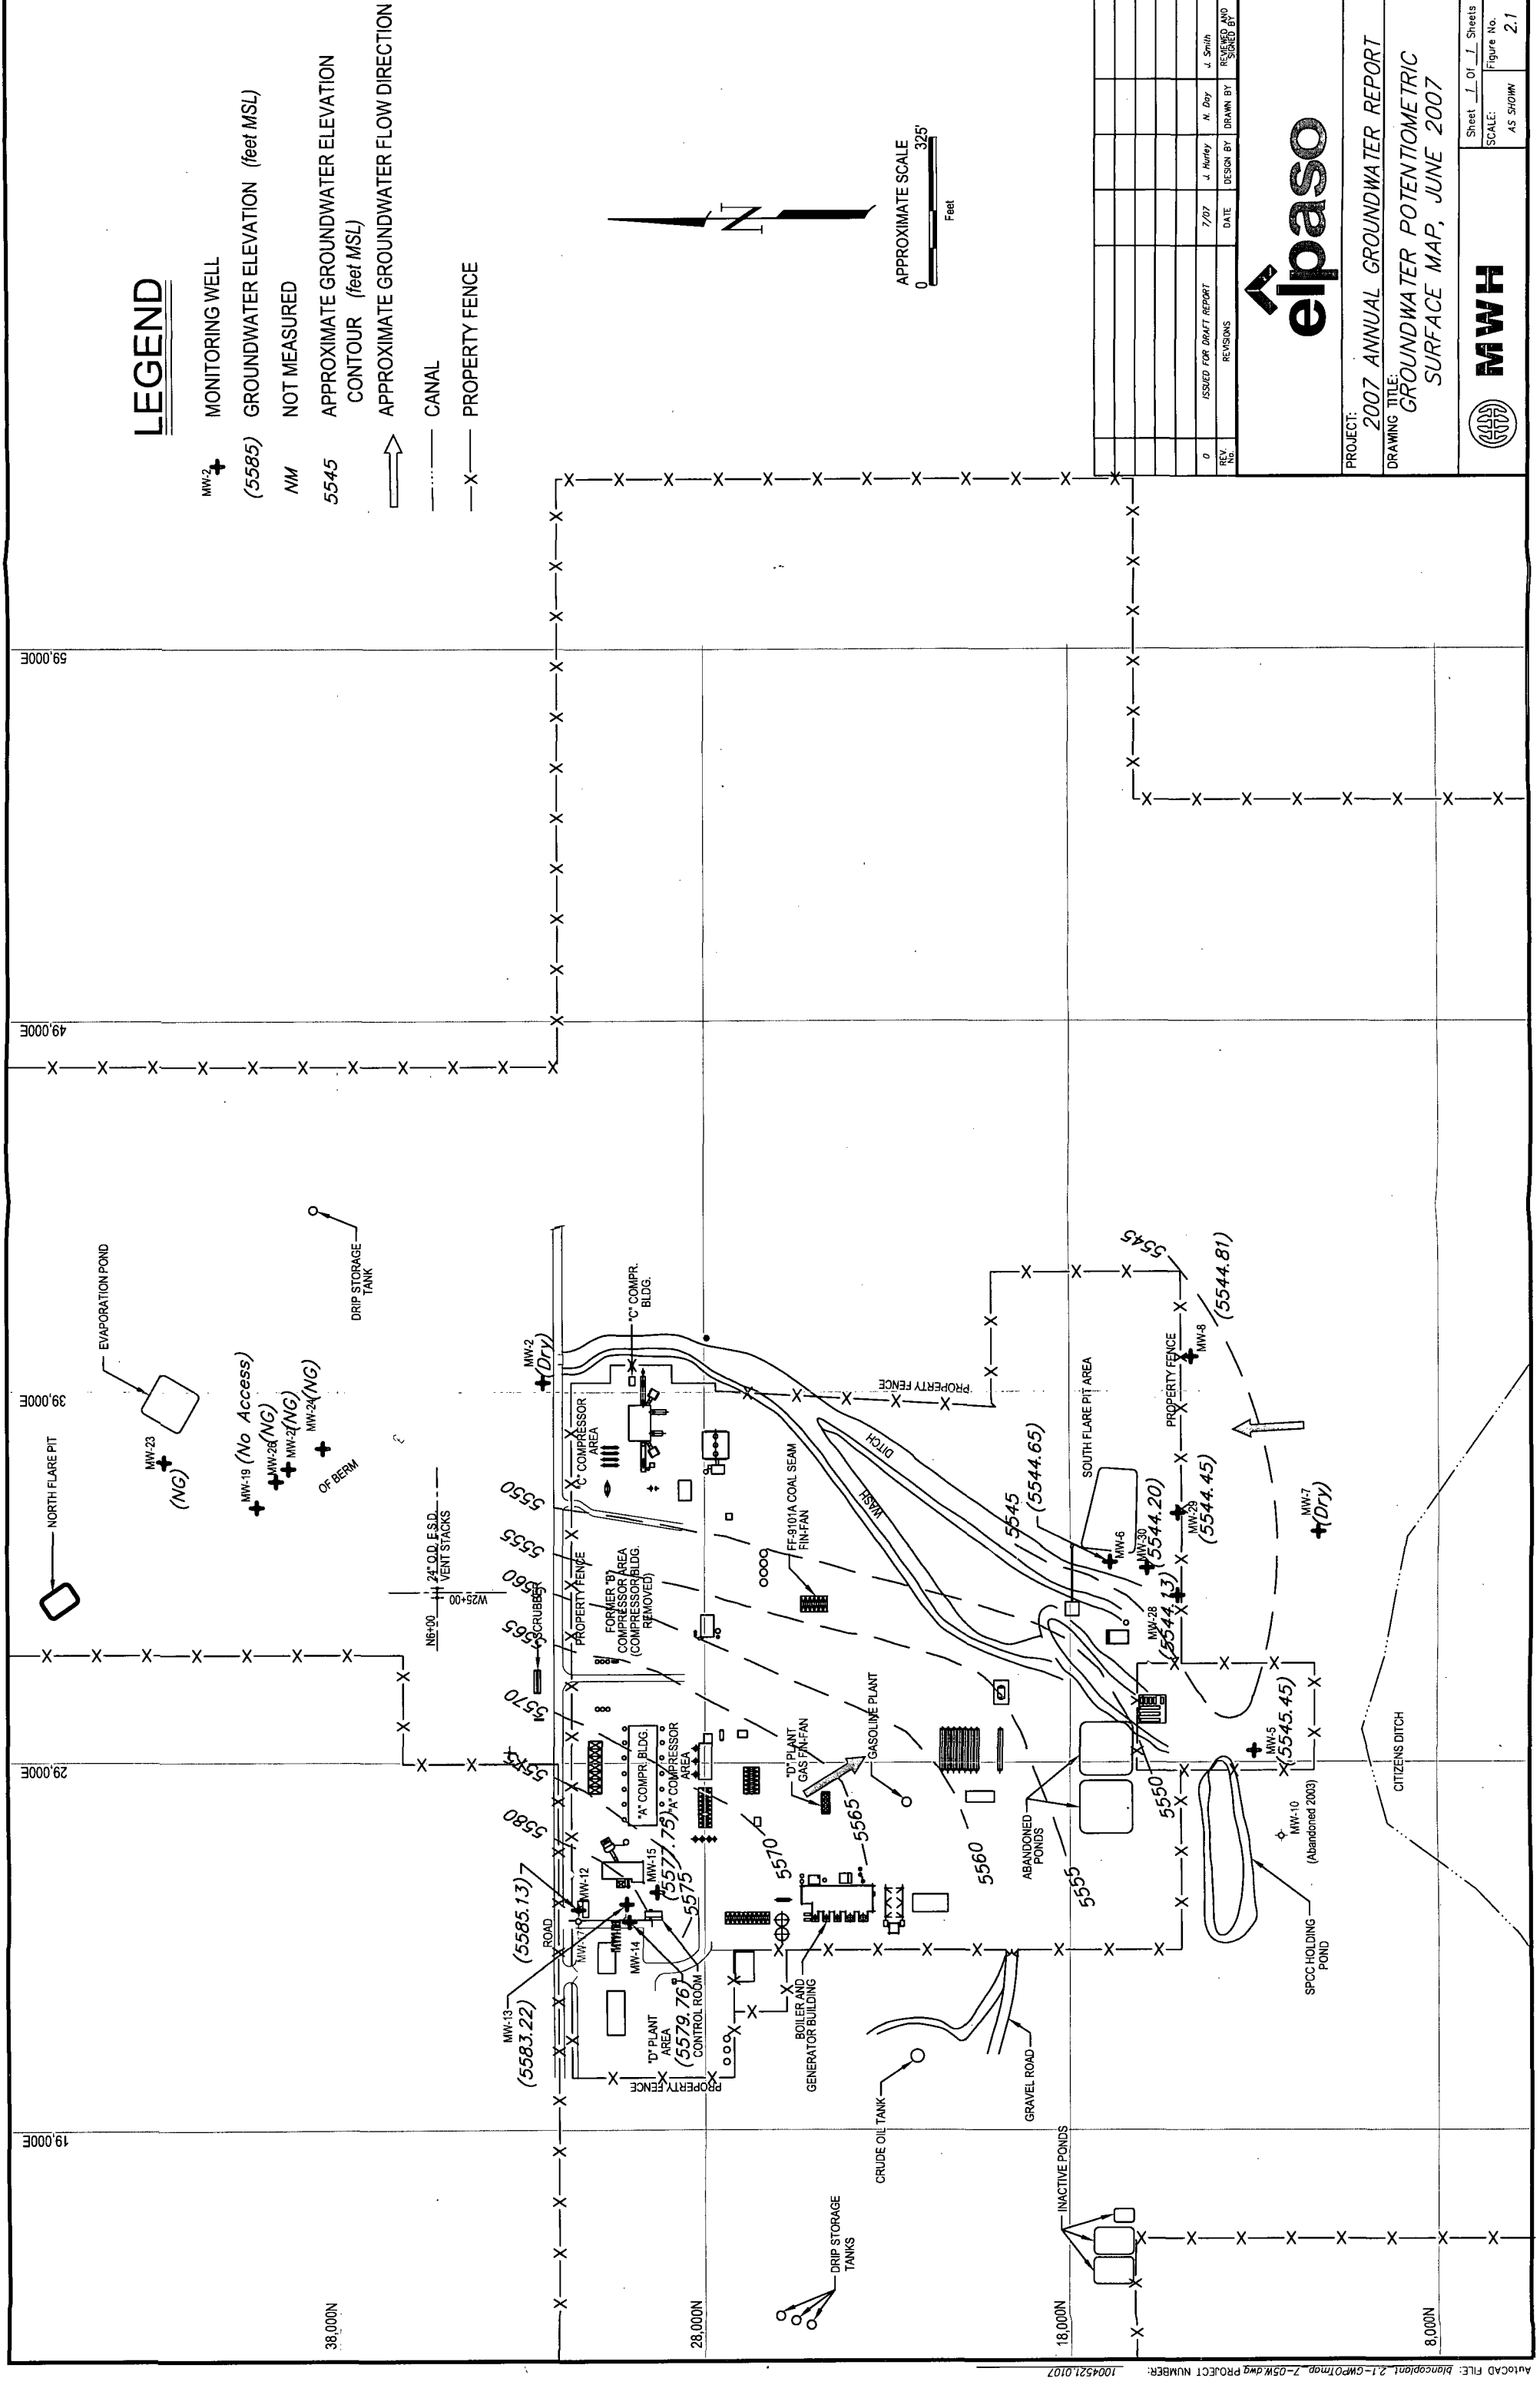 LEGEND
MW-2
MONITORING WELL
(5585)
GROUNDWATER ELEVATION (feet MSL)
NM
NOT MEASURED
5545
APPROXIMATE GROUNDWATER ELEVATION
CONTOUR (feet MSL)
APPROXIMATE GROUNDWATER FLOW DIRECTION
CANAL
X
PROPERTY FENCE
N
APPROXIMATE SCALE
0
325'
Feet
59,000E
49,000E
39,000E
29,000E
19,000E
38,000N
28,000N
18,000N
8,000N
NORTH FLARE PIT
EVAPORATION POND
MW-23
(NG)
MW-19 (No Access)
MW-26(NG)
MW-27(NG)
MW-24(NG)
OF BERM
DRIP STORAGE
TANK
24" O.D. E.S.D.
VENT STACKS
N6+00
W25+00
SCRUBBER
MW-2
(Dry)
"C" COMPR.
BLDG.
"C" COMPRESSOR
AREA
PROPERTY FENCE
FORMER "B"
COMPRESSOR AREA
(COMPRESSOR BLDG.
REMOVED)
5550
5555
5560
5565
5570
5575
5580
"A" COMPR. BLDG.
"A" COMPRESSOR
AREA
(5585.13)
MW-12
ROAD
MW-13
(5583.22)
MW-14
MW-15
(5577.75)
5575
"D" PLANT
AREA
(5579.76)
CONTROL ROOM
PROPERTY FENCE
5570
5565
5560
5555
5550
"D" PLANT
GAS FIN-FAN
GASOLINE PLANT
FF-9101A COAL SEAM
FIN-FAN
BOILER AND
GENERATOR BUILDING
WASH
DITCH
PROPERTY FENCE
5545
(5544.65)
SOUTH FLARE PIT AREA
MW-6
MW-30
(5544.20)
MW-29
(5544.45)
MW-28
(5544.13)
PROPERTY FENCE
MW-8
(5544.81)
5545
MW-7
(Dry)
MW-5
(5545.45)
MW-10
(Abandoned 2003)
ABANDONED
PONDS
SPCC HOLDING
POND
CITIZENS DITCH
CRUDE OIL TANK
GRAVEL ROAD
INACTIVE PONDS
DRIP STORAGE
TANKS
0
ISSUED FOR DRAFT REPORT
7/07
J. Hurley
N. Day
J. Smith
REV. No.
REVISIONS
DATE
DESIGN BY
DRAWN BY
REVIEWED AND SIGNED BY
elpaso
PROJECT:
2007 ANNUAL GROUNDWATER REPORT
DRAWING TITLE:
GROUNDWATER POTENTIOMETRIC
SURFACE MAP, JUNE 2007
MWH
Sheet 1 Of 1 Sheets
SCALE:
AS SHOWN
Figure No.
2.1
AutoCAD FILE: blancoplant_2.1-GWPOTmap_7-05W.dwg PROJECT NUMBER: 1004521.0107